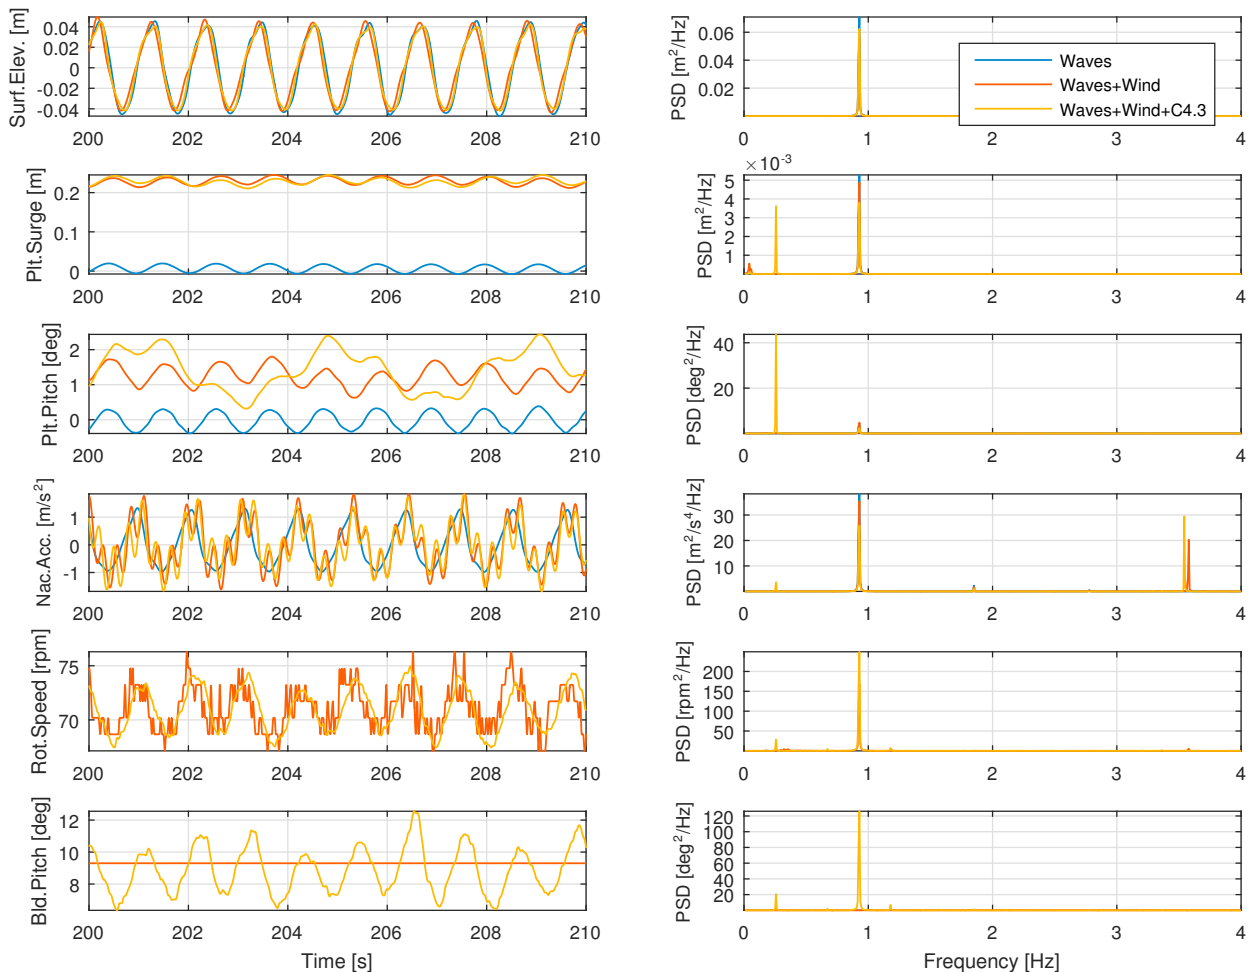 Surf.Elev. [m]
0.04
0.02
0
-0.02
-0.04
200 202 204 206 208 210
PSD [m²/Hz]
0.06
0.04
0.02
0 1 2 3 4
Waves
Waves+Wind
Waves+Wind+C4.3
Plt.Surge [m]
0.2
0.1
0
200 202 204 206 208 210
×10⁻³
PSD [m²/Hz]
5
4
3
2
1
0 1 2 3 4
Plt.Pitch [deg]
2
1
0
200 202 204 206 208 210
PSD [deg²/Hz]
40
20
0 1 2 3 4
Nac.Acc. [m/s²]
1
0
-1
200 202 204 206 208 210
PSD [m²/s⁴/Hz]
30
20
10
0 1 2 3 4
Rot.Speed [rpm]
75
70
200 202 204 206 208 210
PSD [rpm²/Hz]
200
150
100
50
0 1 2 3 4
Bld.Pitch [deg]
12
10
8
200 202 204 206 208 210
Time [s]
PSD [deg²/Hz]
120
100
80
60
40
20
0 1 2 3 4
Frequency [Hz]